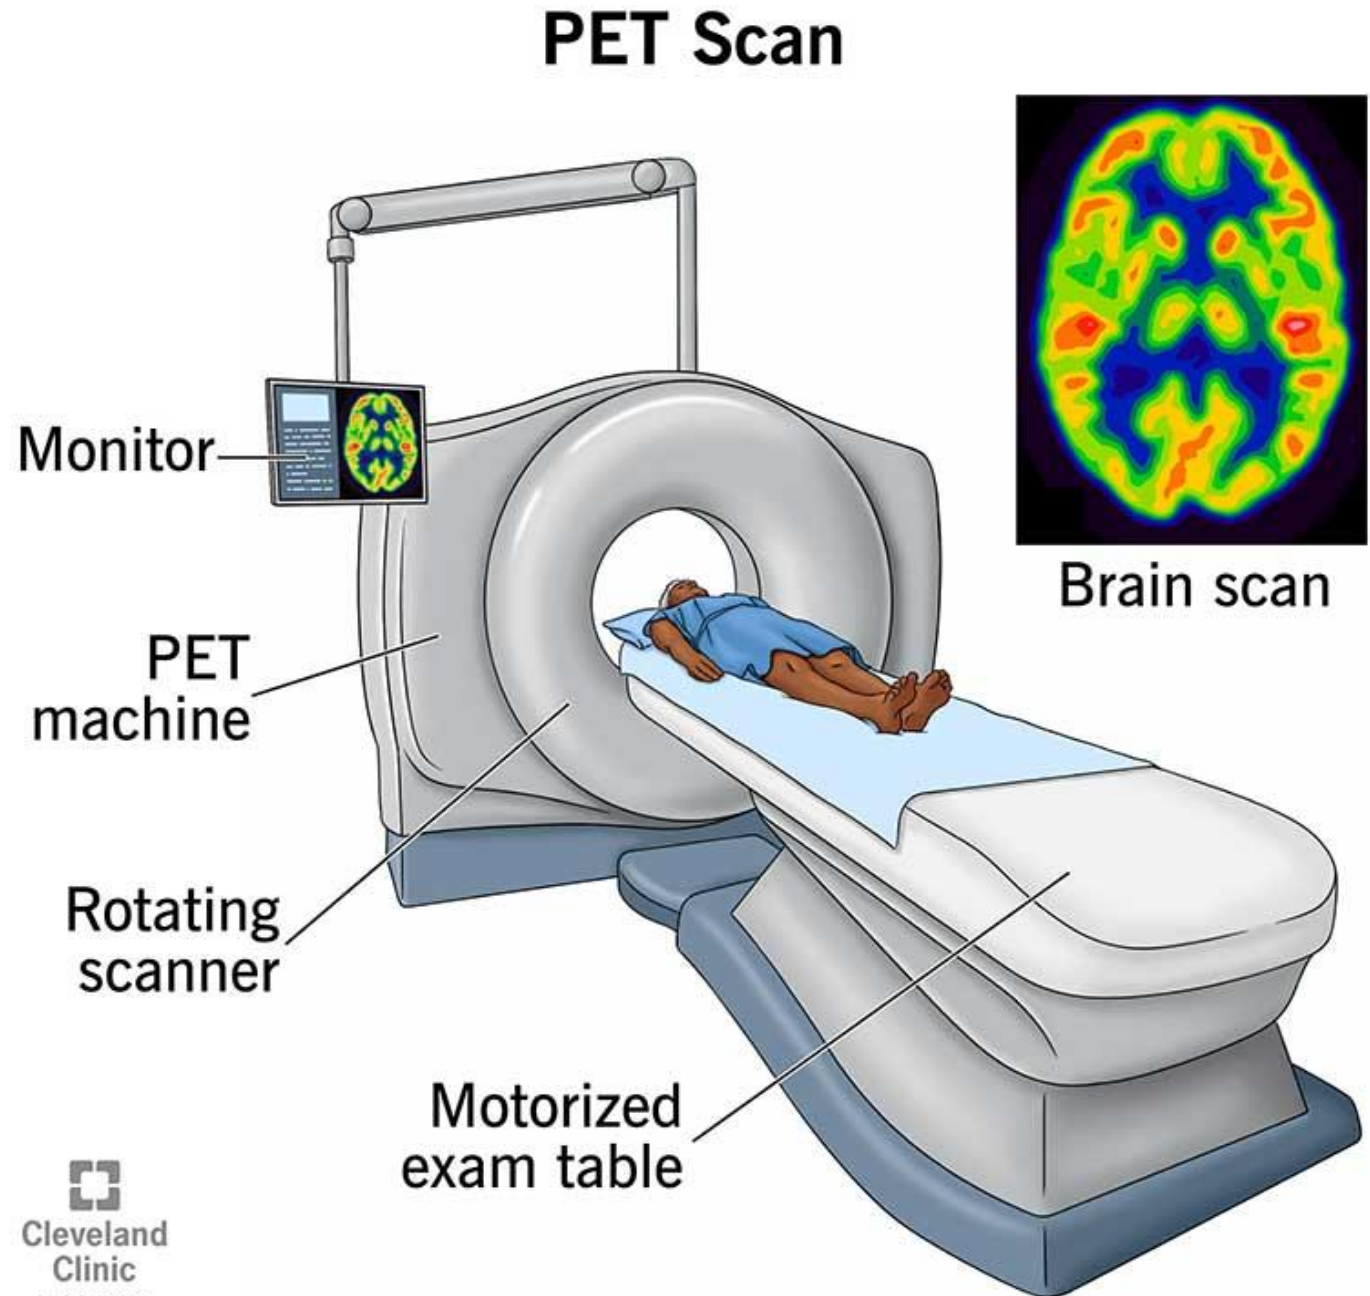 PET Scan
Monitor
Brain scan
PET
machine
Rotating
scanner
Motorized
exam table
Cleveland
Clinic